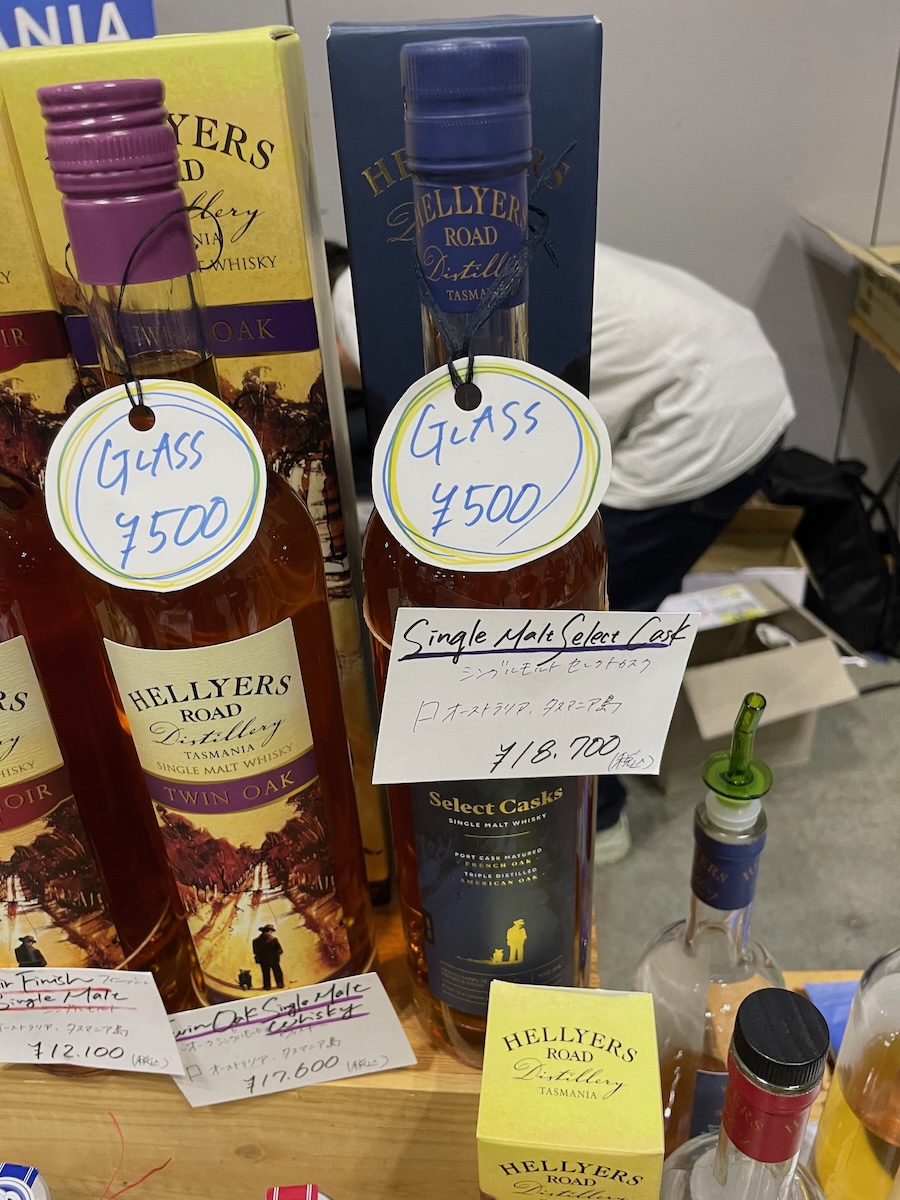 ANIA
HELLYERS
ROAD
Distillery
TASMANIA
TWIN OAK
GLASS
¥500
HELLYERS
ROAD
Distillery
TASMANIA
SINGLE MALT WHISKY
TWIN OAK
GLASS
¥500
Single Malt Select Cask
シングルモルト セレクトカスク
オーストラリア、タスマニア島
¥18.700(税込)
Select Casks
SINGLE MALT WHISKY
PORT CASK MATURED
· FRENCH OAK ·
TRIPLE DISTILLED
AMERICAN OAK
Finish
Single Malt
オーストラリア、タスマニア島
¥12.100(税込)
Twin Oak Single Malt
Whisky
オーストラリア、タスマニア島
¥17.600(税込)
HELLYERS
ROAD
Distillery
TASMANIA
HELLYERS
ROAD